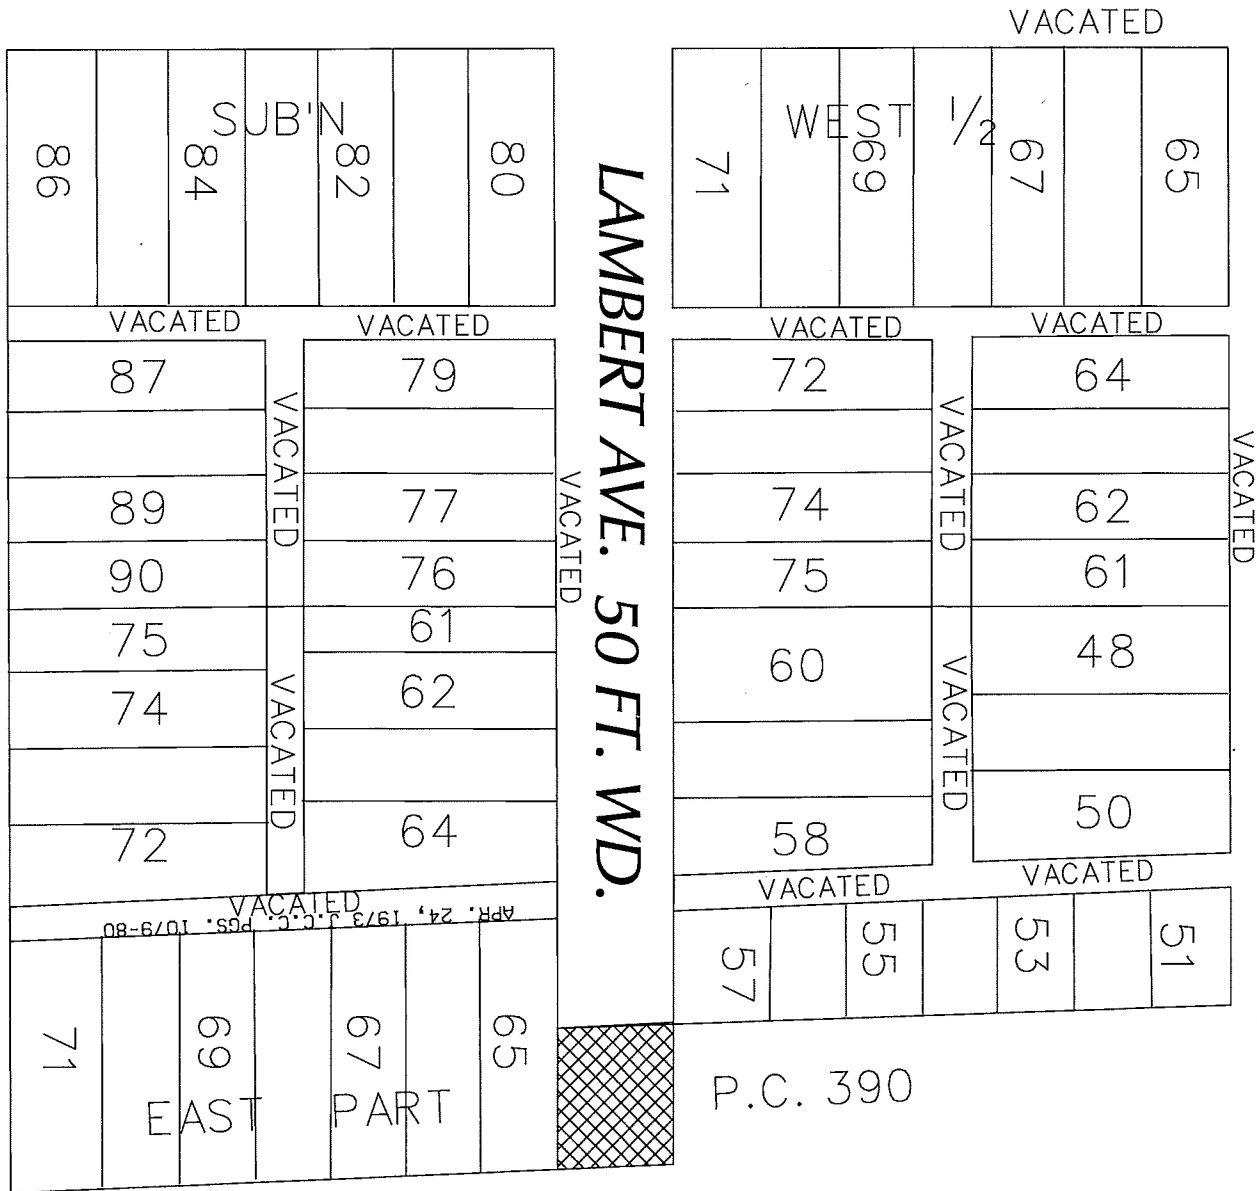 VACATED
SUB'N
WEST 1/2
86
84
82
80
71
69
67
65
LAMBERT AVE. 50 FT. WD.
VACATED
VACATED
VACATED
VACATED
87
79
72
64
VACATED
VACATED
VACATED
VACATED
89
77
74
62
90
76
75
61
75
61
60
48
74
62
VACATED
VACATED
72
64
58
50
VACATED
VACATED
VACATED
APR. 24, 1973 J.C.C. PGS. 1079-80
57
55
53
51
71
69
67
65
EAST PART
P.C. 390